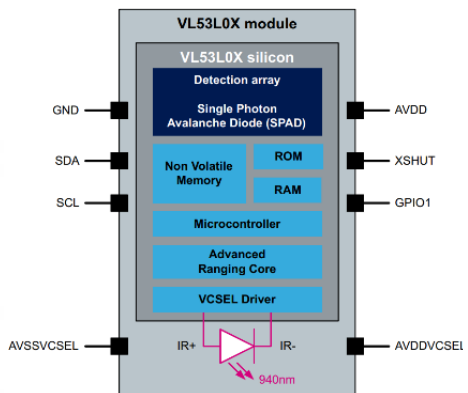 VL53L0X module
VL53L0X silicon
Detection array
Single Photon
Avalanche Diode (SPAD)
GND
AVDD
SDA
Non Volatile
Memory
ROM
XSHUT
RAM
SCL
GPIO1
Microcontroller
Advanced
Ranging Core
VCSEL Driver
AVSSVCSEL
IR+
IR-
AVDDVCSEL
940nm